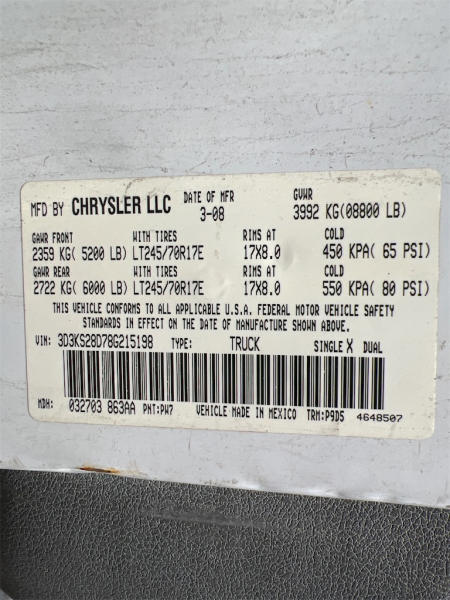 MFD BY CHRYSLER LLC DATE OF MFR 3-08 GVWR 3992 KG(08800 LB)
GAWR FRONT WITH TIRES RIMS AT COLD
2359 KG( 5200 LB) LT245/70R17E 17X8.0 450 KPA( 65 PSI)
GAWR REAR WITH TIRES RIMS AT COLD
2722 KG( 6000 LB) LT245/70R17E 17X8.0 550 KPA( 80 PSI)
THIS VEHICLE CONFORMS TO ALL APPLICABLE U.S.A. FEDERAL MOTOR VEHICLE SAFETY
STANDARDS IN EFFECT ON THE DATE OF MANUFACTURE SHOWN ABOVE.
VIN: 3D3KS28D78G215198 TYPE: TRUCK SINGLE X DUAL
MDH: 032703 863AA PNT:PW7 VEHICLE MADE IN MEXICO TRM:P9D5 4648507